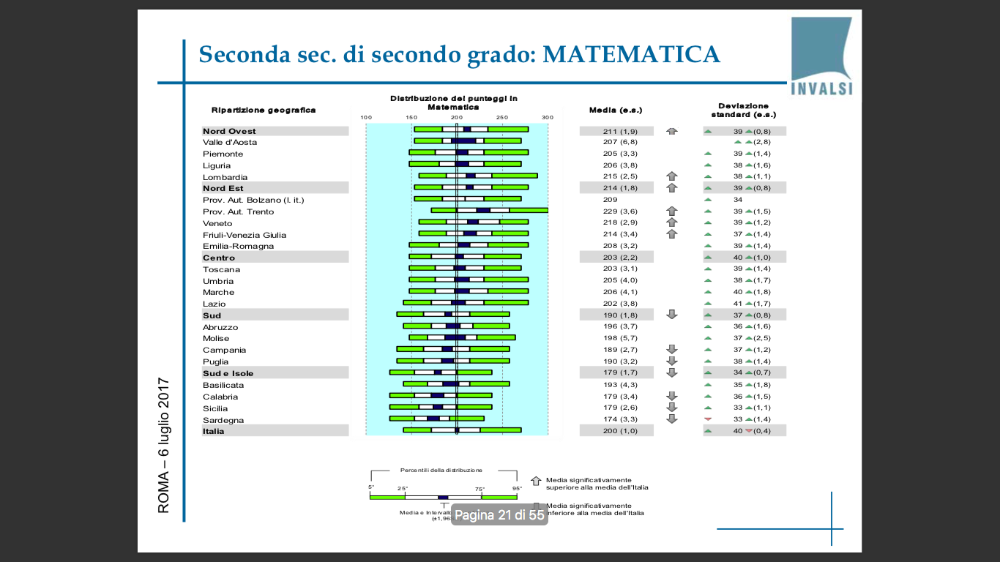 Seconda sec. di secondo grado: MATEMATICA
INVALSI
Ripartizione geografica
Distribuzione dei punteggi in
Matematica
Media (e.s.)
Deviazione
standard (e.s.)
100 150 200 250 300
Nord Ovest 211 (1,9) 39 (0,8)
Valle d'Aosta 207 (6,8) (2,8)
Piemonte 205 (3,3) 39 (1,4)
Liguria 206 (3,8) 38 (1,6)
Lombardia 215 (2,5) 38 (1,1)
Nord Est 214 (1,8) 39 (0,8)
Prov. Aut. Bolzano (l. it.) 209 34
Prov. Aut. Trento 229 (3,6) 39 (1,5)
Veneto 218 (2,9) 39 (1,2)
Friuli-Venezia Giulia 214 (3,4) 37 (1,4)
Emilia-Romagna 208 (3,2) 39 (1,4)
Centro 203 (2,2) 40 (1,0)
Toscana 203 (3,1) 39 (1,4)
Umbria 205 (4,0) 38 (1,7)
Marche 206 (4,1) 40 (1,8)
Lazio 202 (3,8) 41 (1,7)
Sud 190 (1,8) 37 (0,8)
Abruzzo 196 (3,7) 36 (1,6)
Molise 198 (5,7) 37 (2,5)
Campania 189 (2,7) 37 (1,2)
Puglia 190 (3,2) 38 (1,4)
Sud e Isole 179 (1,7) 34 (0,7)
Basilicata 193 (4,3) 35 (1,8)
Calabria 179 (3,4) 36 (1,5)
Sicilia 179 (2,6) 33 (1,1)
Sardegna 174 (3,3) 33 (1,4)
Italia 200 (1,0) 40 (0,4)
ROMA – 6 luglio 2017
Percentili della distribuzione
5° 25° 75° 95°
Media e
(±1,96
Media significativamente
superiore alla media dell'Italia
Media significativamente
inferiore alla media dell'Italia
Pagina 21 di 55